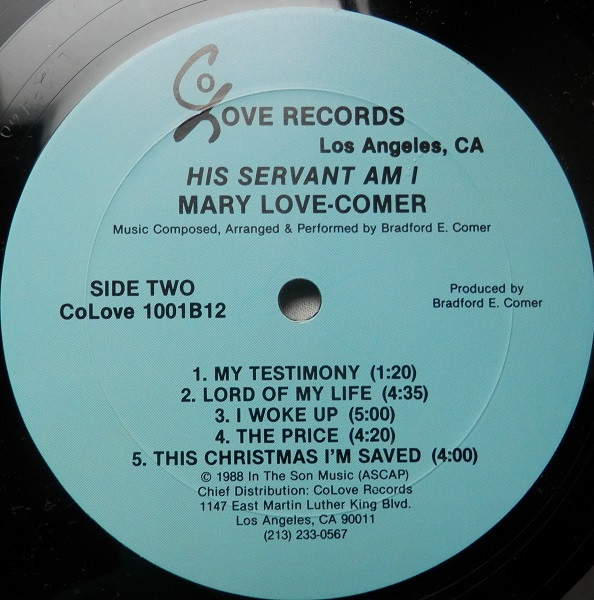 CoLove RECORDS
Los Angeles, CA
HIS SERVANT AM I
MARY LOVE-COMER
Music Composed, Arranged & Performed by Bradford E. Comer
SIDE TWO
CoLove 1001B12
Produced by
Bradford E. Comer
1. MY TESTIMONY (1:20)
2. LORD OF MY LIFE (4:35)
3. I WOKE UP (5:00)
4. THE PRICE (4:20)
5. THIS CHRISTMAS I'M SAVED (4:00)
© 1988 In The Son Music (ASCAP)
Chief Distribution: CoLove Records
1147 East Martin Luther King Blvd.
Los Angeles, CA 90011
(213) 233-0567